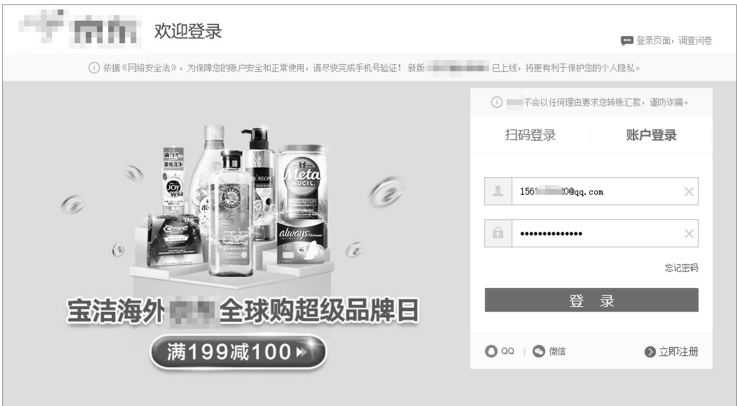 欢迎登录
登录页面,调查问卷
依据《网络安全法》,为保障您的账户安全和正常使用,请尽快完成手机号验证! 新版 已上线,将更有利于保护您的个人隐私。
不会以任何理由要求您转账汇款,谨防诈骗。
扫码登录 账户登录
JOY
Meta
MUCIL
always
1561 0@qq.com
••••••••••••••
忘记密码
登 录
宝洁海外 全球购超级品牌日
满199减100
QQ | 微信 立即注册